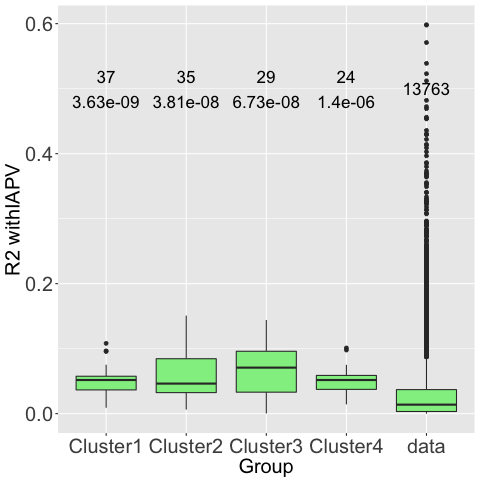 0.6
37 35 29 24
13763
3.63e-09 3.81e-08 6.73e-08 1.4e-06
0.4
R2 withIAPV
0.2
0.0
Cluster1 Cluster2 Cluster3 Cluster4 data
Group